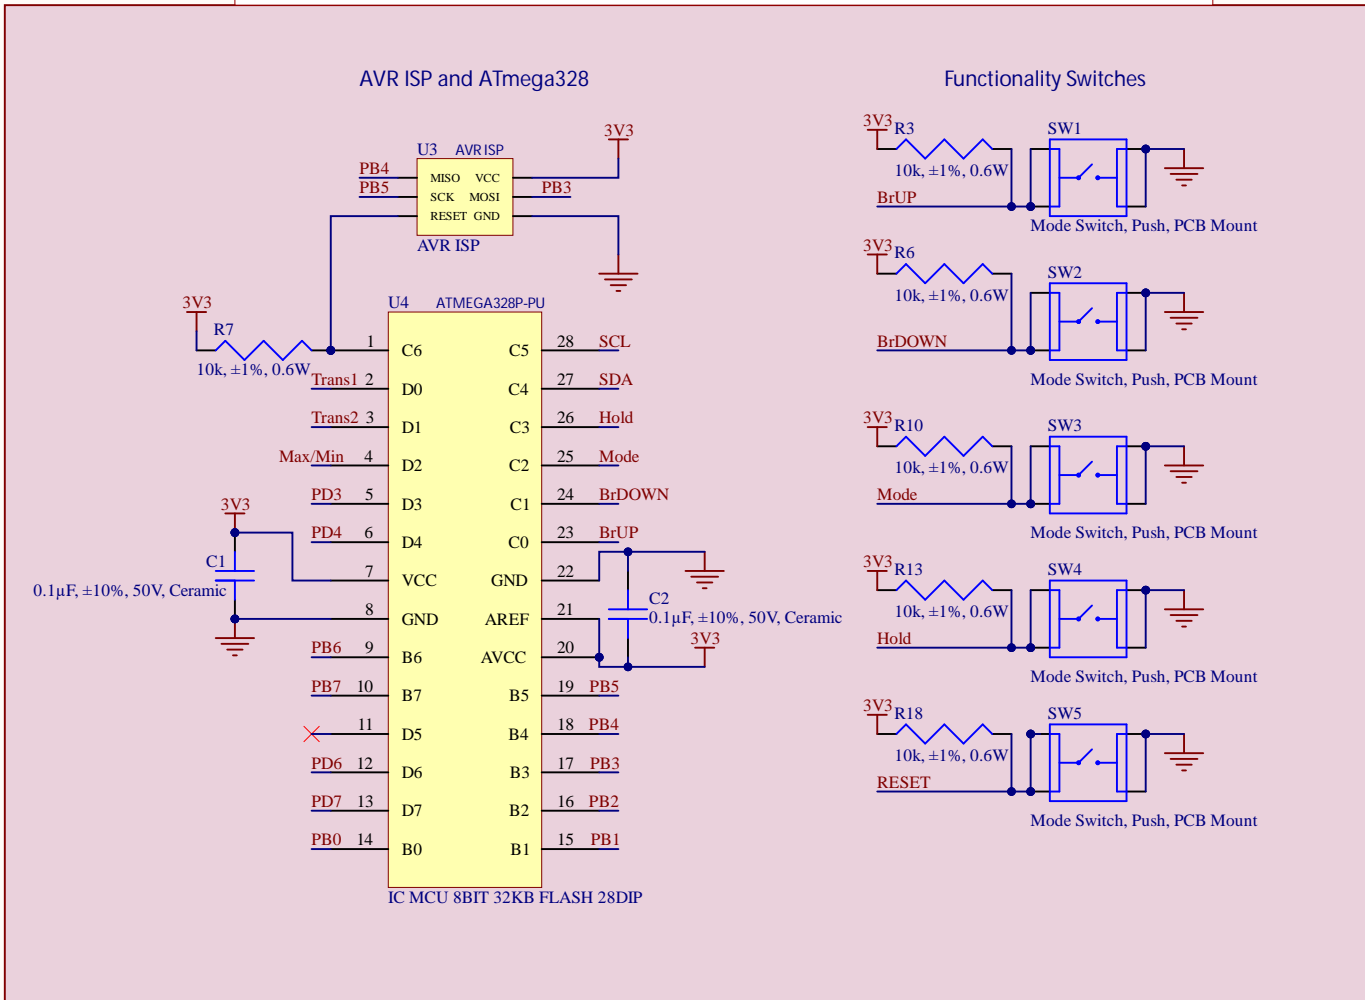 AVR ISP and ATmega328
U3 AVR ISP
3V3
PB4 MISO VCC
PB5 SCK MOSI PB3
RESET GND
AVR ISP
3V3
R7
10k, ±1%, 0.6W
U4 ATMEGA328P-PU
1 C6 C5 28 SCL
Trans1 2 D0 C4 27 SDA
Trans2 3 D1 C3 26 Hold
Max/Min 4 D2 C2 25 Mode
PD3 5 D3 C1 24 BrDOWN
PD4 6 D4 C0 23 BrUP
7 VCC GND 22
8 GND AREF 21
PB6 9 B6 AVCC 20
PB7 10 B7 B5 19 PB5
11 D5 B4 18 PB4
PD6 12 D6 B3 17 PB3
PD7 13 D7 B2 16 PB2
PB0 14 B0 B1 15 PB1
IC MCU 8BIT 32KB FLASH 28DIP
3V3
C1
0.1µF, ±10%, 50V, Ceramic
C2
0.1µF, ±10%, 50V, Ceramic
3V3
Functionality Switches
3V3 R3 SW1
10k, ±1%, 0.6W
BrUP
Mode Switch, Push, PCB Mount
3V3 R6 SW2
10k, ±1%, 0.6W
BrDOWN
Mode Switch, Push, PCB Mount
3V3 R10 SW3
10k, ±1%, 0.6W
Mode
Mode Switch, Push, PCB Mount
3V3 R13 SW4
10k, ±1%, 0.6W
Hold
Mode Switch, Push, PCB Mount
3V3 R18 SW5
10k, ±1%, 0.6W
RESET
Mode Switch, Push, PCB Mount